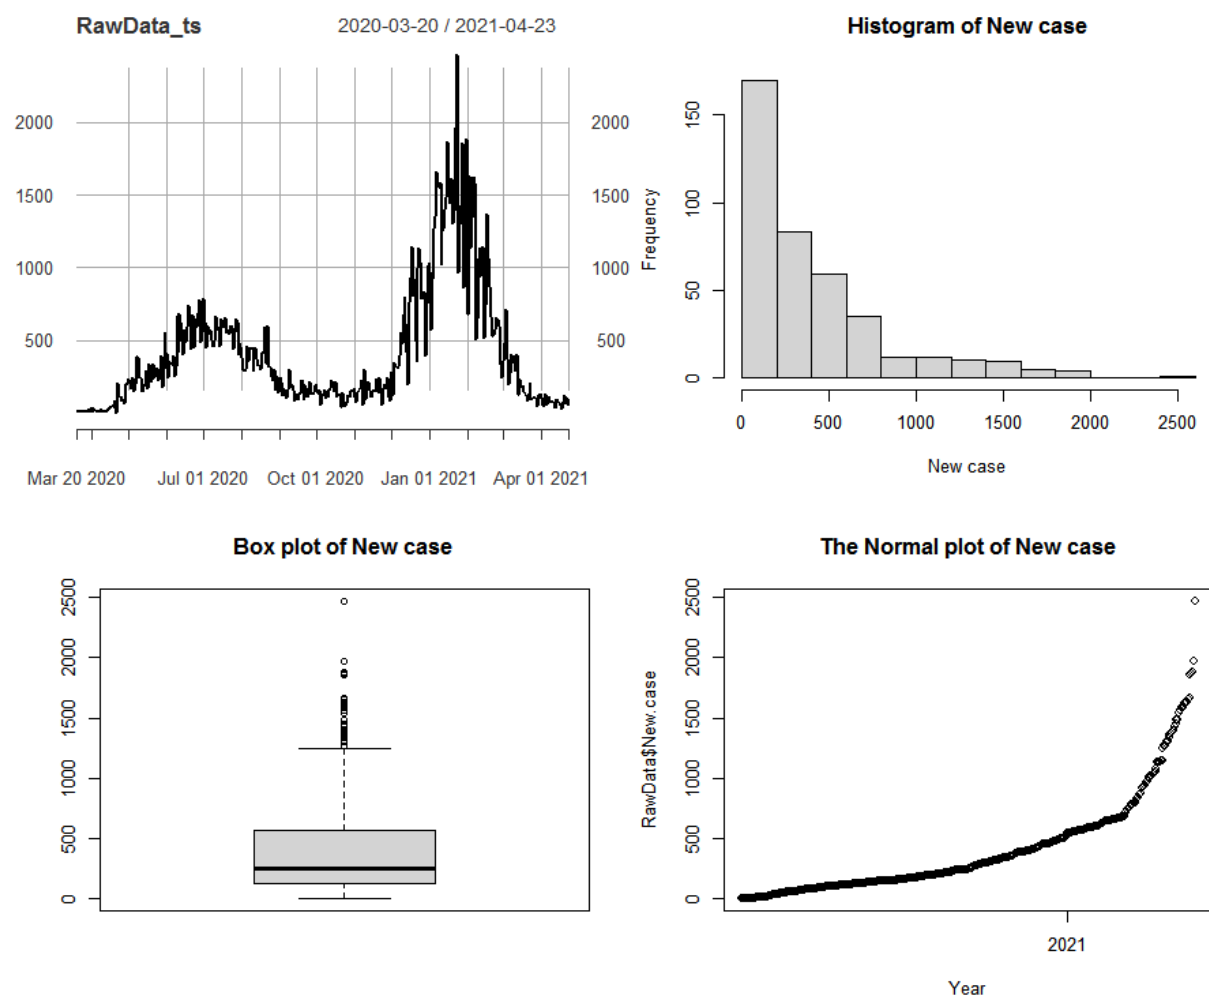 RawData_ts 2020-03-20 / 2021-04-23
2000 2000
1500 1500
1000 1000
500 500
Mar 20 2020 Jul 01 2020 Oct 01 2020 Jan 01 2021 Apr 01 2021
Histogram of New case
Frequency
150
100
50
0
0 500 1000 1500 2000 2500
New case
Box plot of New case
2500
2000
1500
1000
500
0
The Normal plot of New case
RawData$New.case
2500
2000
1500
1000
500
0
2021
Year